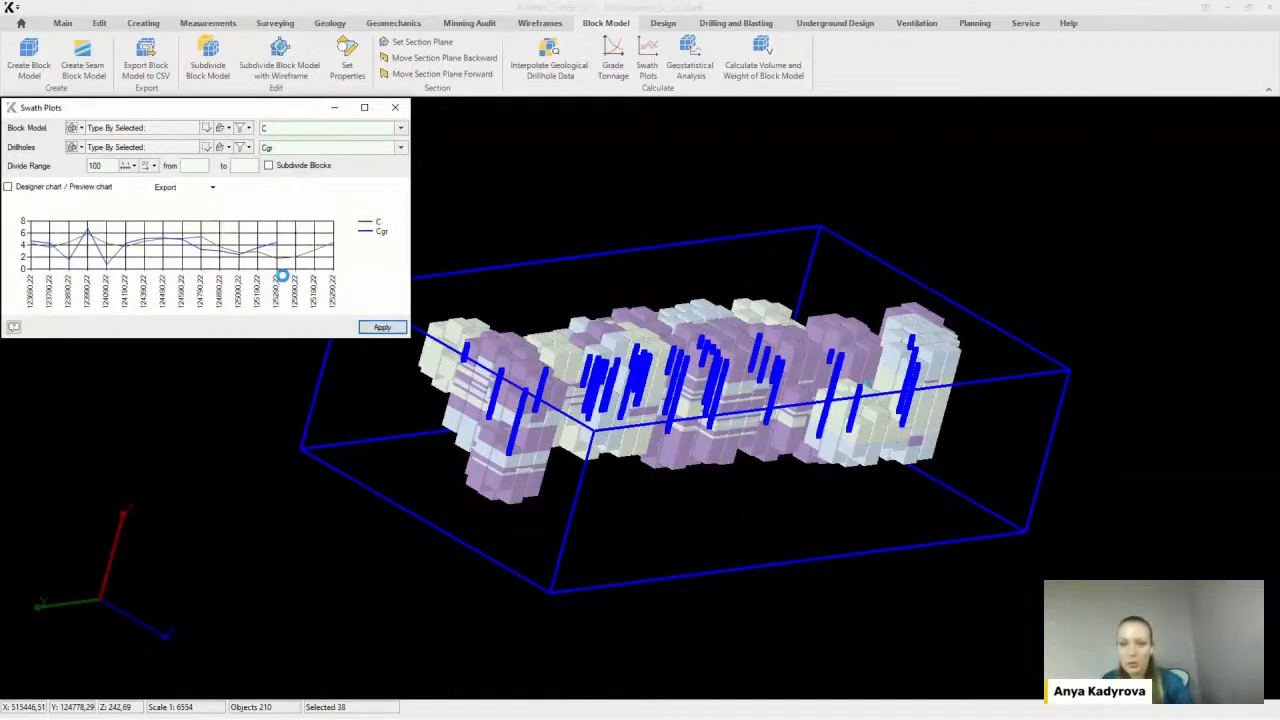 Main Edit Creating Measurements Surveying Geology Geomechanics Minning Audit Wireframes Block Model Design Drilling and Blasting Underground Design Ventilation Planning Service Help
Create Block Model
Create Seam Block Model
Create
Export Block Model to CSV
Export
Subdivide Block Model
Subdivide Block Model with Wireframe
Set Properties
Edit
Set Section Plane
Move Section Plane Backward
Move Section Plane Forward
Section
Interpolate Geological Drillhole Data
Grade Tonnage
Swath Plots
Geostatistical Analysis
Calculate Volume and Weight of Block Model
Calculate
Swath Plots
Block Model Type By Selected; C
Drillholes Type By Selected; Cgr
Divide Range 100 from to Subdivide Blocks
Designer chart / Preview chart Export
8
6
4
2
0
C
Cgr
Apply
Y
Anya Kadyrova
X: 515446,51 Y: 124778,29 Z: 242,69 Scale 1: 6554 Objects 210 Selected 38